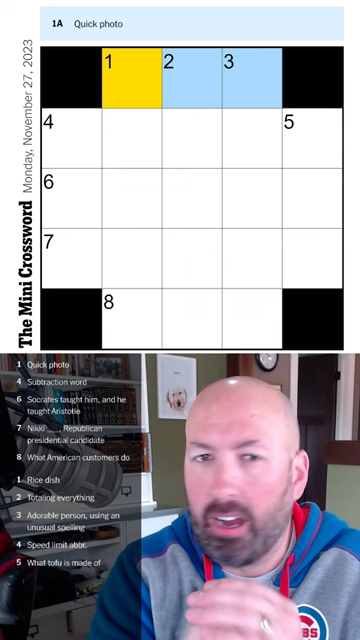 1A Quick photo
The Mini Crossword Monday, November 27, 2023
1 2 3
4 5
6
7
8
1 Quick photo
4 Subtraction word
6 Socrates taught him, and he
taught Aristotle
7 Nikki ___, Republican
presidential candidate
8 What American customers do
1 Rice dish
2 Totaling everything
3 Adorable person, using an
unusual spelling
4 Speed limit abbr.
5 What tofu is made of